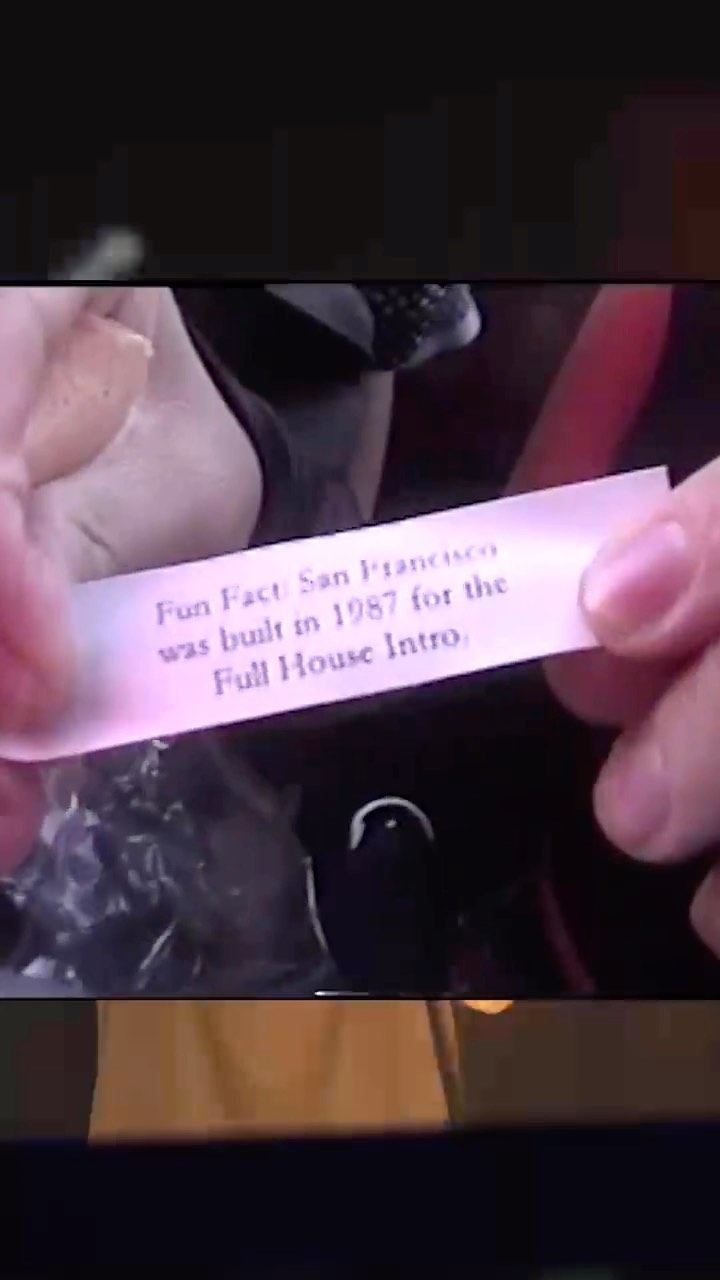 Fun Fact: San Francisco
was built in 1987 for the
Full House Intro.